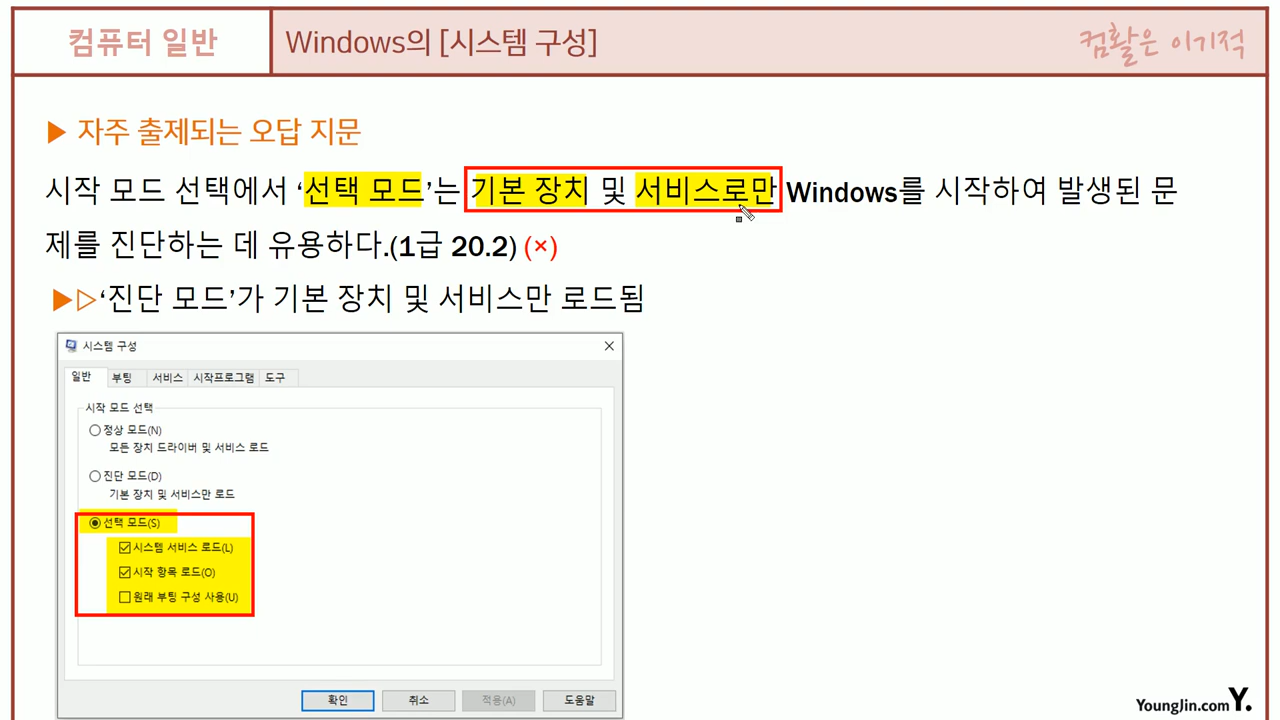 컴퓨터 일반
Windows의 [시스템 구성]
컴활은 이기적
▶ 자주 출제되는 오답 지문
시작 모드 선택에서 ‘선택 모드’는 기본 장치 및 서비스로만 Windows를 시작하여 발생된 문
제를 진단하는 데 유용하다.(1급 20.2) (×)
▶▷‘진단 모드’가 기본 장치 및 서비스만 로드됨
시스템 구성
일반 부팅 서비스 시작프로그램 도구
시작 모드 선택
정상 모드(N)
모든 장치 드라이버 및 서비스 로드
진단 모드(D)
기본 장치 및 서비스만 로드
선택 모드(S)
시스템 서비스 로드(L)
시작 항목 로드(O)
원래 부팅 구성 사용(U)
확인 취소 적용(A) 도움말
YoungJin.com Y.